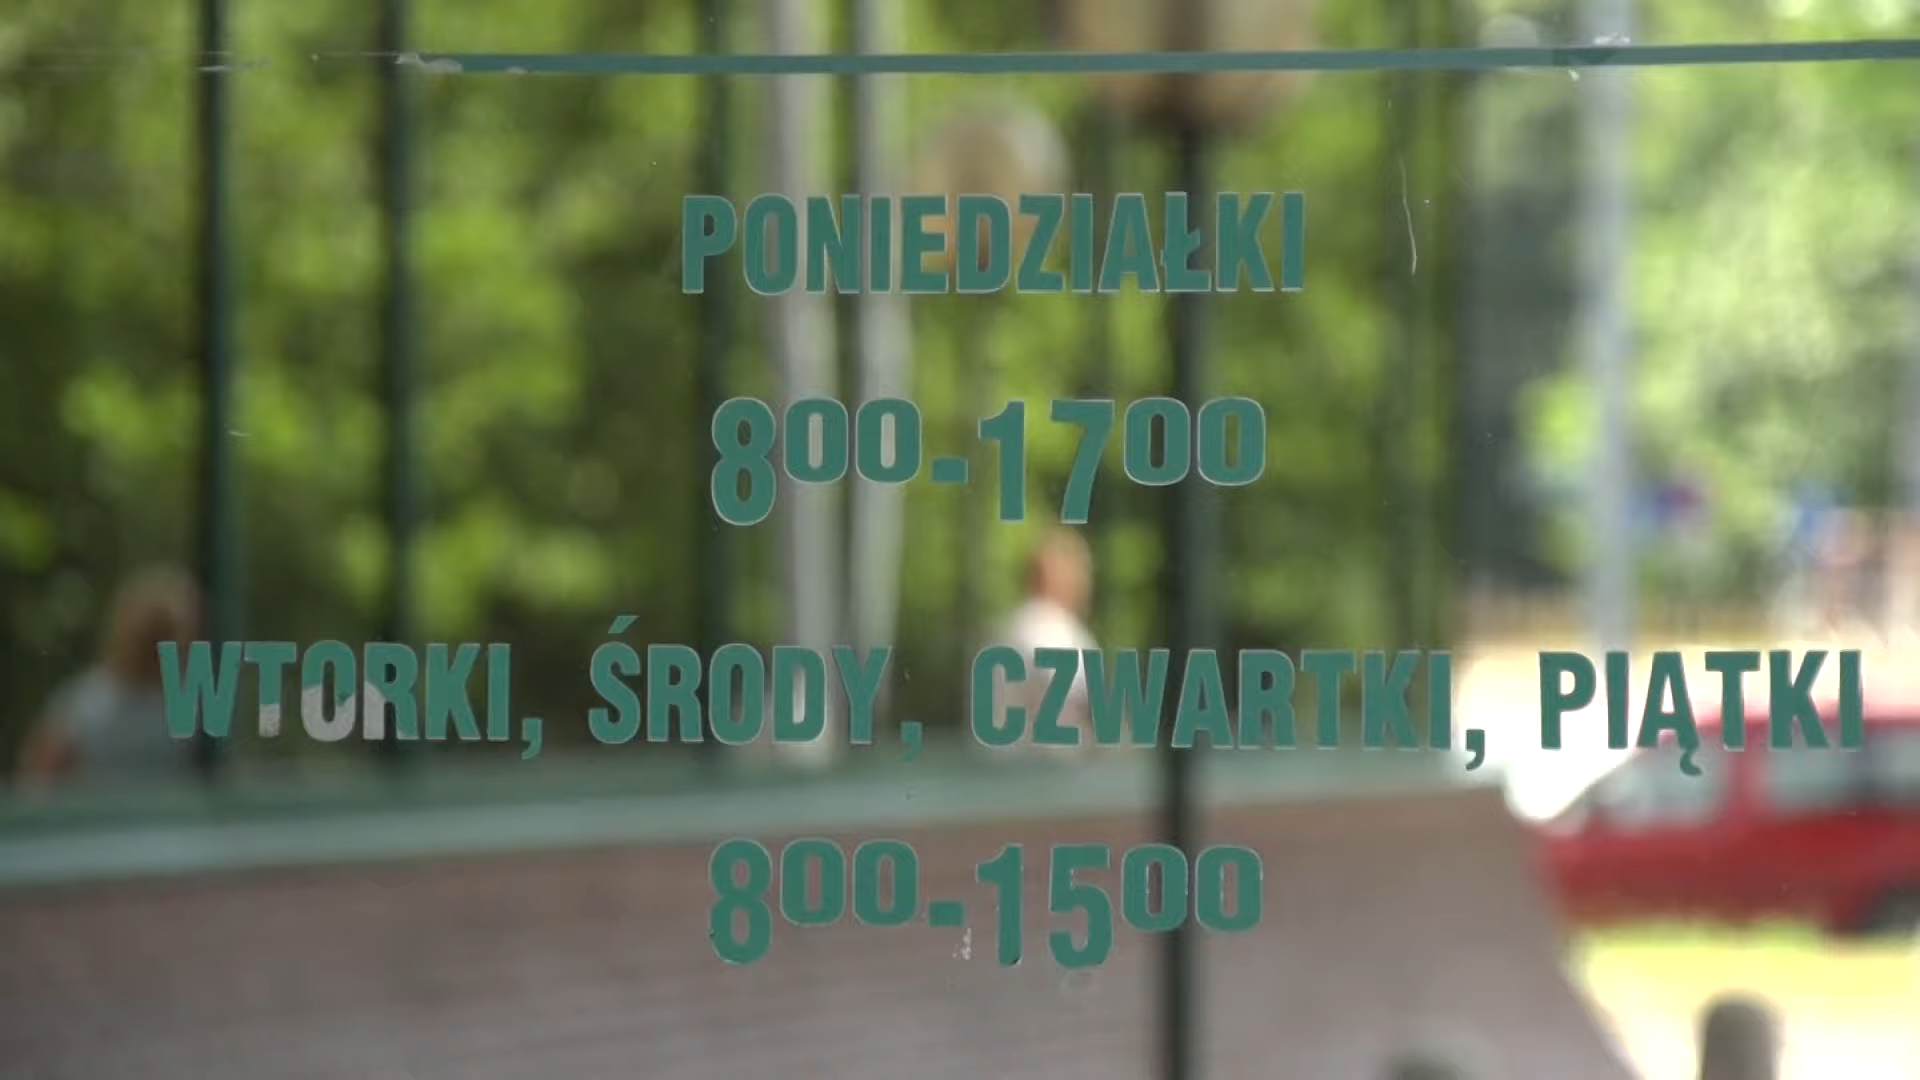 PONIEDZIAŁKI
8⁰⁰-17⁰⁰
WTORKI, ŚRODY, CZWARTKI, PIĄTKI
8⁰⁰-15⁰⁰